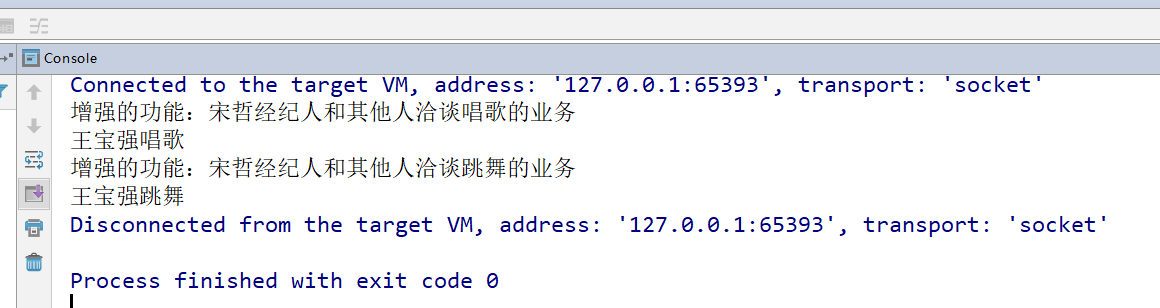 Console
Connected to the target VM, address: '127.0.0.1:65393', transport: 'socket'
增强的功能：宋哲经纪人和其他人洽谈唱歌的业务
王宝强唱歌
增强的功能：宋哲经纪人和其他人洽谈跳舞的业务
王宝强跳舞
Disconnected from the target VM, address: '127.0.0.1:65393', transport: 'socket'
Process finished with exit code 0